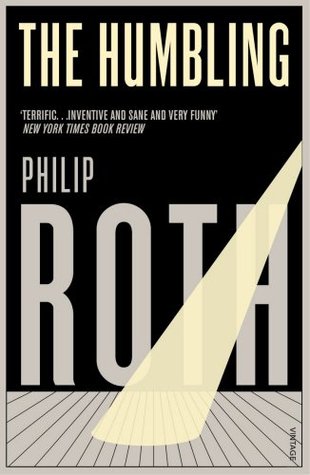 THE HUMBLING
‘TERRIFIC. . .INVENTIVE AND SANE AND VERY FUNNY’
NEW YORK TIMES BOOK REVIEW
PHILIP
ROTH
VINTAGE